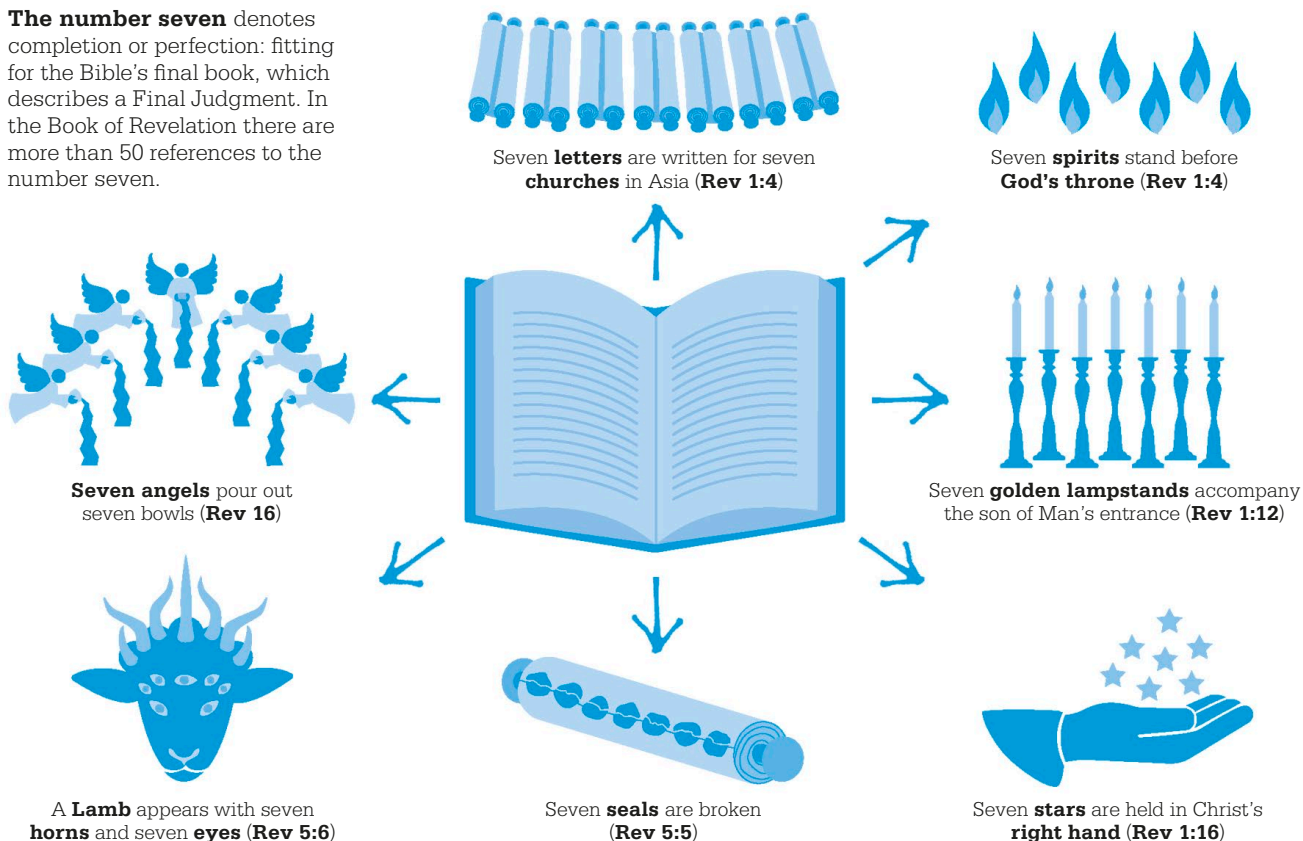 The number seven denotes
completion or perfection: fitting
for the Bible's final book, which
describes a Final Judgment. In
the Book of Revelation there are
more than 50 references to the
number seven.
Seven letters are written for seven
churches in Asia (Rev 1:4)
Seven spirits stand before
God's throne (Rev 1:4)
Seven angels pour out
seven bowls (Rev 16)
Seven golden lampstands accompany
the son of Man's entrance (Rev 1:12)
A Lamb appears with seven
horns and seven eyes (Rev 5:6)
Seven seals are broken
(Rev 5:5)
Seven stars are held in Christ's
right hand (Rev 1:16)